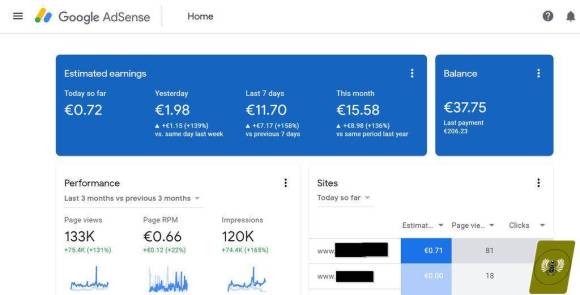 Google AdSense
Home
Estimated earnings
Today so far
€0.72
Yesterday
€1.98
▲ +€1.15 (+139%)
vs. same day last week
Last 7 days
€11.70
▲ +€7.17 (+158%)
vs previous 7 days
This month
€15.58
▲ +€8.98 (+136%)
vs same period last year
Balance
€37.75
Last payment
€206.23
Performance
Last 3 months vs previous 3 months
Page views
133K
+75.4K (+131%)
Page RPM
€0.66
+€0.12 (+22%)
Impressions
120K
+74.4K (+165%)
Sites
Today so far
Estimat...
Page vie...
Clicks
www.
€0.71
81
www.
€0.00
18